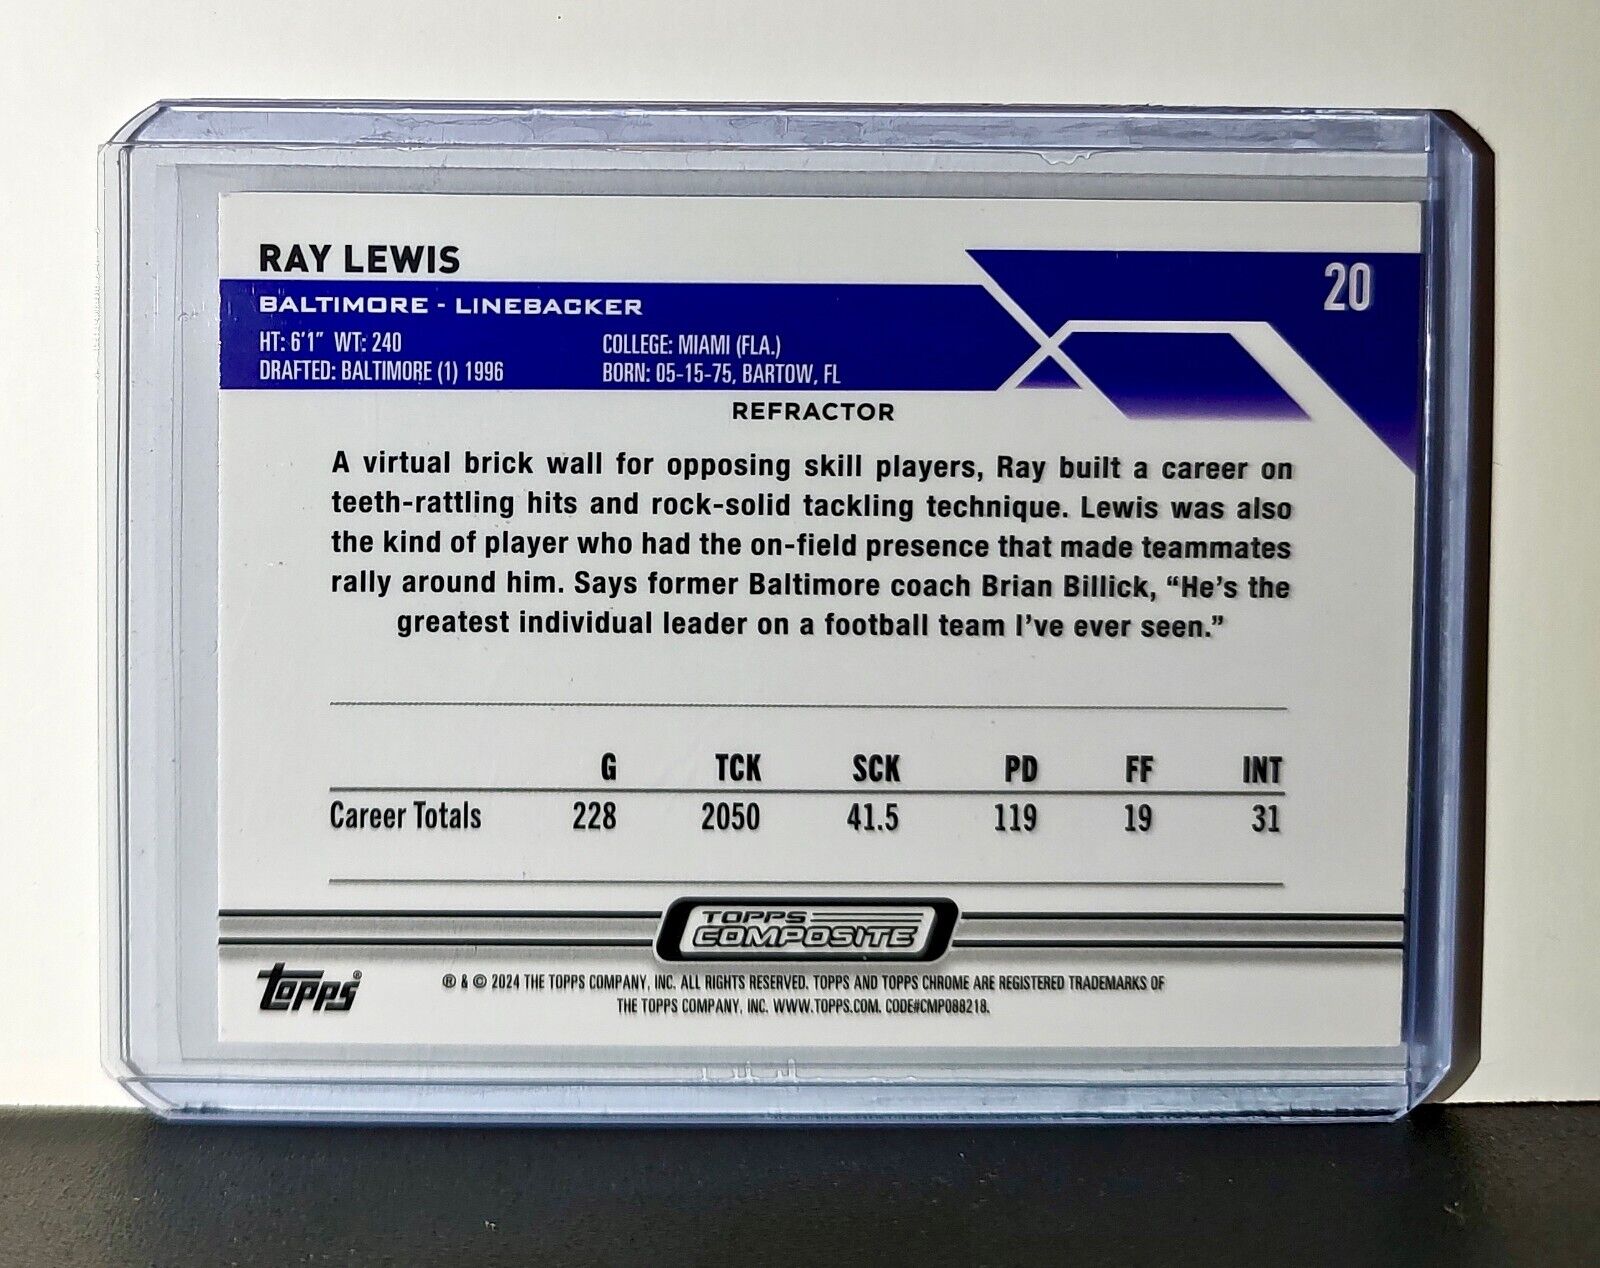 RAY LEWIS
20
BALTIMORE - LINEBACKER
HT: 6'1" WT: 240 COLLEGE: MIAMI (FLA.)
DRAFTED: BALTIMORE (1) 1996 BORN: 05-15-75, BARTOW, FL
REFRACTOR
A virtual brick wall for opposing skill players, Ray built a career on
teeth-rattling hits and rock-solid tackling technique. Lewis was also
the kind of player who had the on-field presence that made teammates
rally around him. Says former Baltimore coach Brian Billick, “He’s the
greatest individual leader on a football team I’ve ever seen.”
G TCK SCK PD FF INT
Career Totals 228 2050 41.5 119 19 31
TOPPS
COMPOSITE
topps®
® & © 2024 THE TOPPS COMPANY, INC. ALL RIGHTS RESERVED. TOPPS AND TOPPS CHROME ARE REGISTERED TRADEMARKS OF
THE TOPPS COMPANY, INC. WWW.TOPPS.COM. CODE#CMP088218.